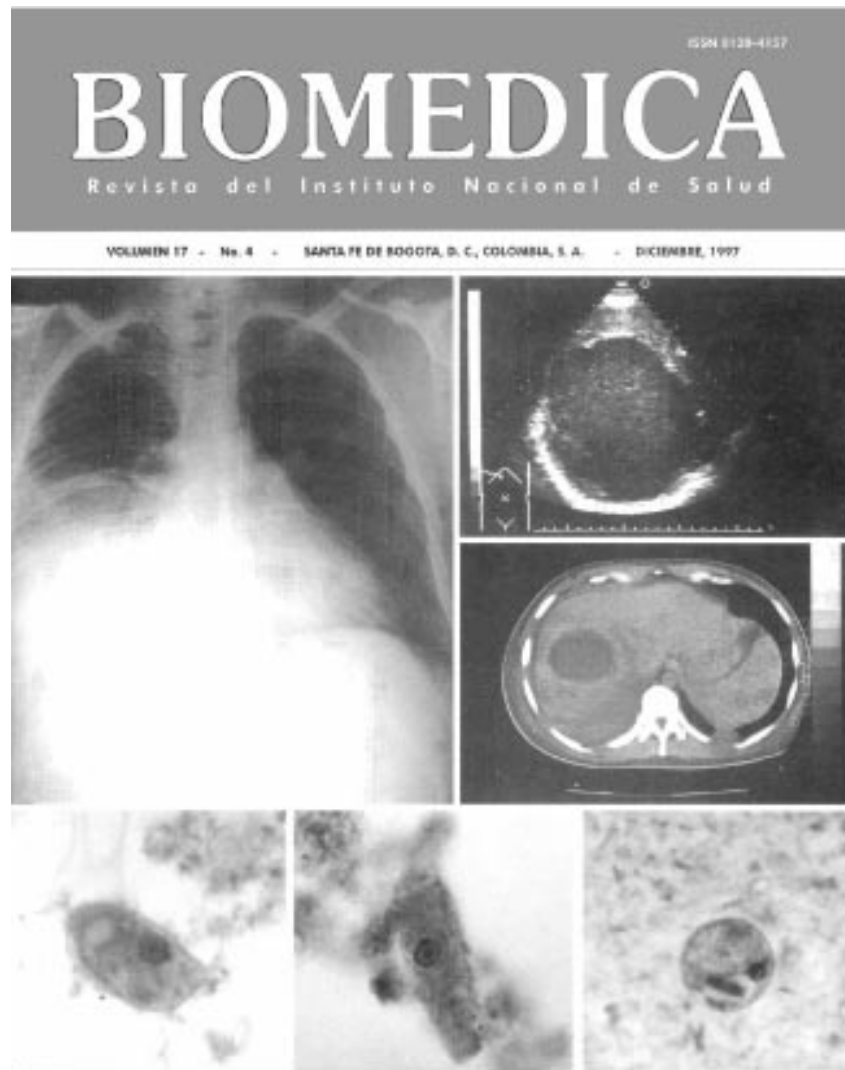 ISSN 0120-4157
BIOMEDICA
Revista del Instituto Nacional de Salud
VOLUMEN 17 - No. 4 - SANTA FE DE BOGOTA, D. C., COLOMBIA, S. A. - DICIEMBRE, 1997